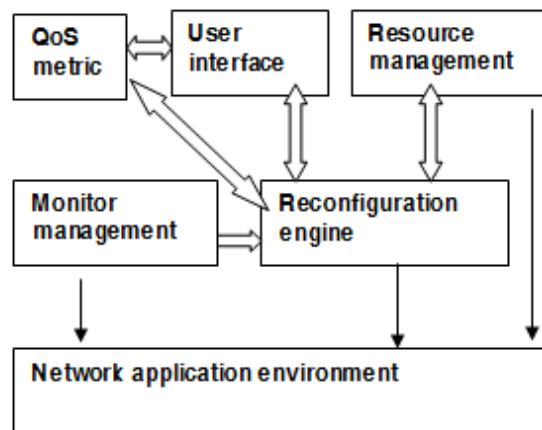 QoS
metric
User
interface
Resource
management
Monitor
management
Reconfiguration
engine
Network application environment